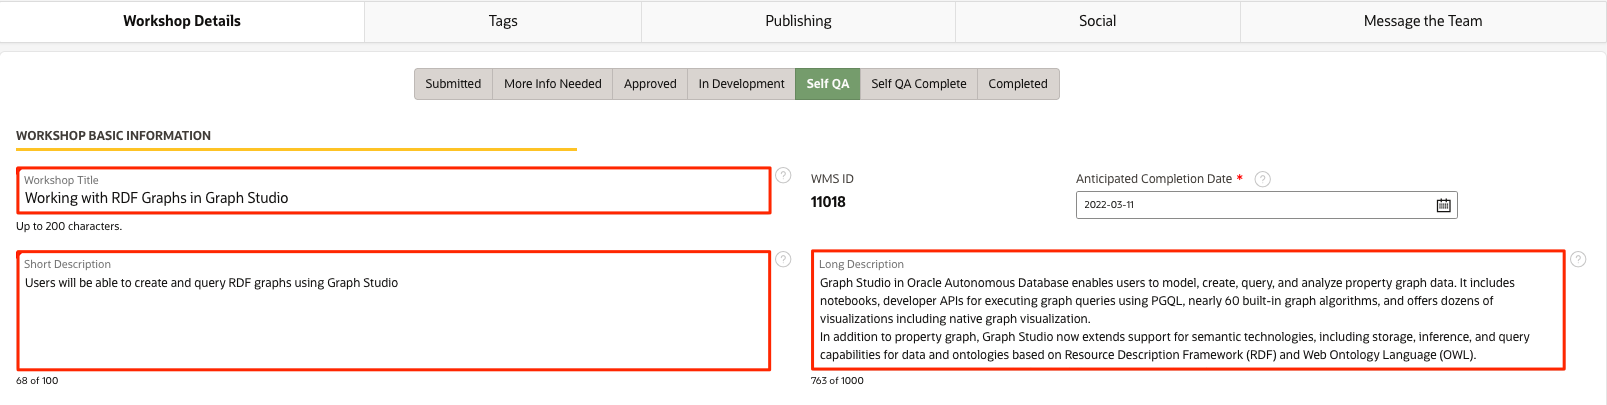 Workshop Details
Tags
Publishing
Social
Message the Team
Submitted
More Info Needed
Approved
In Development
Self QA
Self QA Complete
Completed
WORKSHOP BASIC INFORMATION
Workshop Title
?
Working with RDF Graphs in Graph Studio
Up to 200 characters.
WMS ID
11018
Anticipated Completion Date * ?
2022-03-11
Short Description
?
Users will be able to create and query RDF graphs using Graph Studio
68 of 100
Long Description
?
Graph Studio in Oracle Autonomous Database enables users to model, create, query, and analyze property graph data. It includes
notebooks, developer APIs for executing graph queries using PGQL, nearly 60 built-in graph algorithms, and offers dozens of
visualizations including native graph visualization.
In addition to property graph, Graph Studio now extends support for semantic technologies, including storage, inference, and query
capabilities for data and ontologies based on Resource Description Framework (RDF) and Web Ontology Language (OWL).
763 of 1000